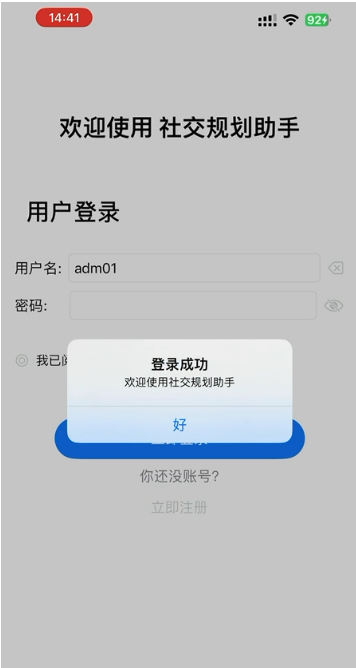 14:41
92
欢迎使用 社交规划助手
用户登录
用户名: adm01
密码:
我已阅
登录成功
欢迎使用社交规划助手
好
你还没账号?
立即注册